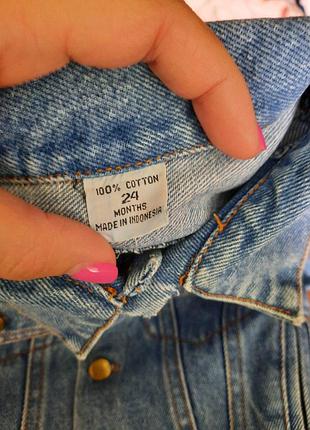 100% COTTON
24
MONTHS
MADE IN INDONESIA